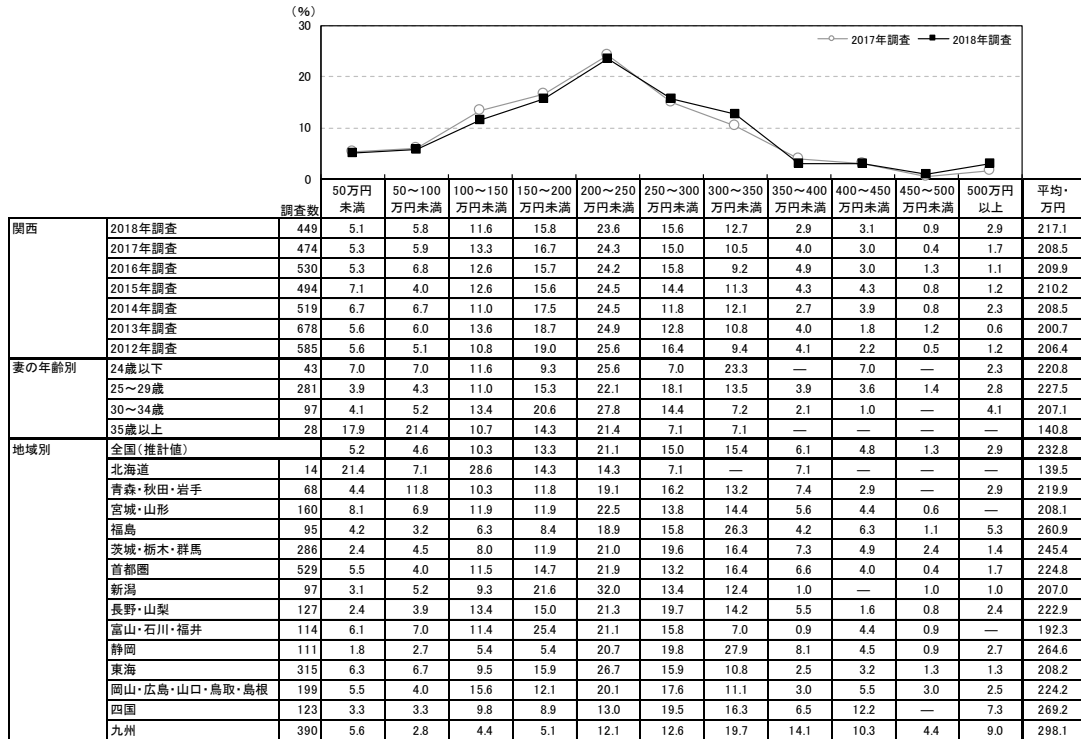 (%)
30
20
10
0
2017年調査 2018年調査
調査数 50万円未満 50～100万円未満 100～150万円未満 150～200万円未満 200～250万円未満 250～300万円未満 300～350万円未満 350～400万円未満 400～450万円未満 450～500万円未満 500万円以上 平均・万円
関西 2018年調査 449 5.1 5.8 11.6 15.8 23.6 15.6 12.7 2.9 3.1 0.9 2.9 217.1
2017年調査 474 5.3 5.9 13.3 16.7 24.3 15.0 10.5 4.0 3.0 0.4 1.7 208.5
2016年調査 530 5.3 6.8 12.6 15.7 24.2 15.8 9.2 4.9 3.0 1.3 1.1 209.9
2015年調査 494 7.1 4.0 12.6 15.6 24.5 14.4 11.3 4.3 4.3 0.8 1.2 210.2
2014年調査 519 6.7 6.7 11.0 17.5 24.5 11.8 12.1 2.7 3.9 0.8 2.3 208.5
2013年調査 678 5.6 6.0 13.6 18.7 24.9 12.8 10.8 4.0 1.8 1.2 0.6 200.7
2012年調査 585 5.6 5.1 10.8 19.0 25.6 16.4 9.4 4.1 2.2 0.5 1.2 206.4
妻の年齢別 24歳以下 43 7.0 7.0 11.6 9.3 25.6 7.0 23.3 — 7.0 — 2.3 220.8
25～29歳 281 3.9 4.3 11.0 15.3 22.1 18.1 13.5 3.9 3.6 1.4 2.8 227.5
30～34歳 97 4.1 5.2 13.4 20.6 27.8 14.4 7.2 2.1 1.0 — 4.1 207.1
35歳以上 28 17.9 21.4 10.7 14.3 21.4 7.1 7.1 — — — — 140.8
地域別 全国(推計値) 5.2 4.6 10.3 13.3 21.1 15.0 15.4 6.1 4.8 1.3 2.9 232.8
北海道 14 21.4 7.1 28.6 14.3 14.3 7.1 — 7.1 — — — 139.5
青森・秋田・岩手 68 4.4 11.8 10.3 11.8 19.1 16.2 13.2 7.4 2.9 — 2.9 219.9
宮城・山形 160 8.1 6.9 11.9 11.9 22.5 13.8 14.4 5.6 4.4 0.6 — 208.1
福島 95 4.2 3.2 6.3 8.4 18.9 15.8 26.3 4.2 6.3 1.1 5.3 260.9
茨城・栃木・群馬 286 2.4 4.5 8.0 11.9 21.0 19.6 16.4 7.3 4.9 2.4 1.4 245.4
首都圏 529 5.5 4.0 11.5 14.7 21.9 13.2 16.4 6.6 4.0 0.4 1.7 224.8
新潟 97 3.1 5.2 9.3 21.6 32.0 13.4 12.4 1.0 — 1.0 1.0 207.0
長野・山梨 127 2.4 3.9 13.4 15.0 21.3 19.7 14.2 5.5 1.6 0.8 2.4 222.9
富山・石川・福井 114 6.1 7.0 11.4 25.4 21.1 15.8 7.0 0.9 4.4 0.9 — 192.3
静岡 111 1.8 2.7 5.4 5.4 20.7 19.8 27.9 8.1 4.5 0.9 2.7 264.6
東海 315 6.3 6.7 9.5 15.9 26.7 15.9 10.8 2.5 3.2 1.3 1.3 208.2
岡山・広島・山口・鳥取・島根 199 5.5 4.0 15.6 12.1 20.1 17.6 11.1 3.0 5.5 3.0 2.5 224.2
四国 123 3.3 3.3 9.8 8.9 13.0 19.5 16.3 6.5 12.2 — 7.3 269.2
九州 390 5.6 2.8 4.4 5.1 12.1 12.6 19.7 14.1 10.3 4.4 9.0 298.1